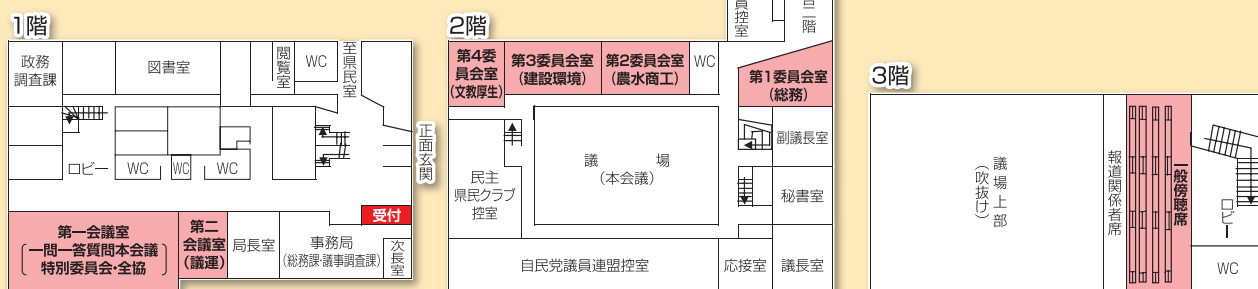 1階
政務
調査課
図書室
閲覧室
WC
至県民室
正面玄関
ロビー
WC
WC
WC
受付
第一会議室
一問一答質問本会議
特別委員会・全協
第二
会議室
(議運)
局長室
事務局
(総務課・議事調査課)
次長室
2階
第4委
員会室
(文教厚生)
第3委員会室
(建設環境)
第2委員会室
(農水商工)
WC
員控室
二階
第1委員会室
(総務)
副議長室
議場
(本会議)
民主
県民クラブ
控室
秘書室
自民党議員連盟控室
応接室
議長室
3階
議場上部
(吹抜け)
報道関係者席
一般傍聴席
ロビー
WC